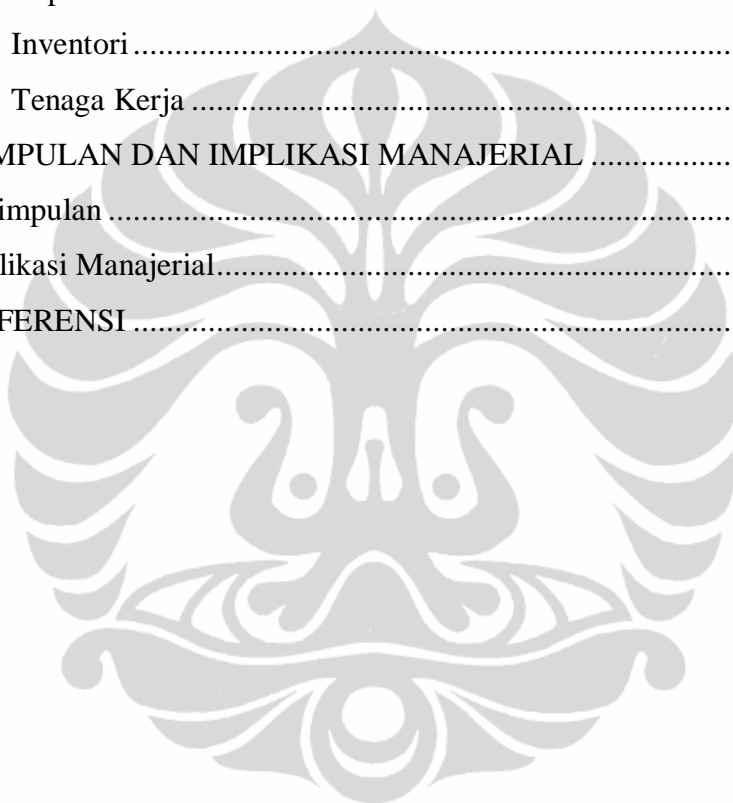 Inventori ........................................................................
Tenaga Kerja .................................................................
MPULAN DAN IMPLIKASI MANAJERIAL .................
impulan ...........................................................................
likasi Manajerial..............................................................
FERENSI ........................................................................